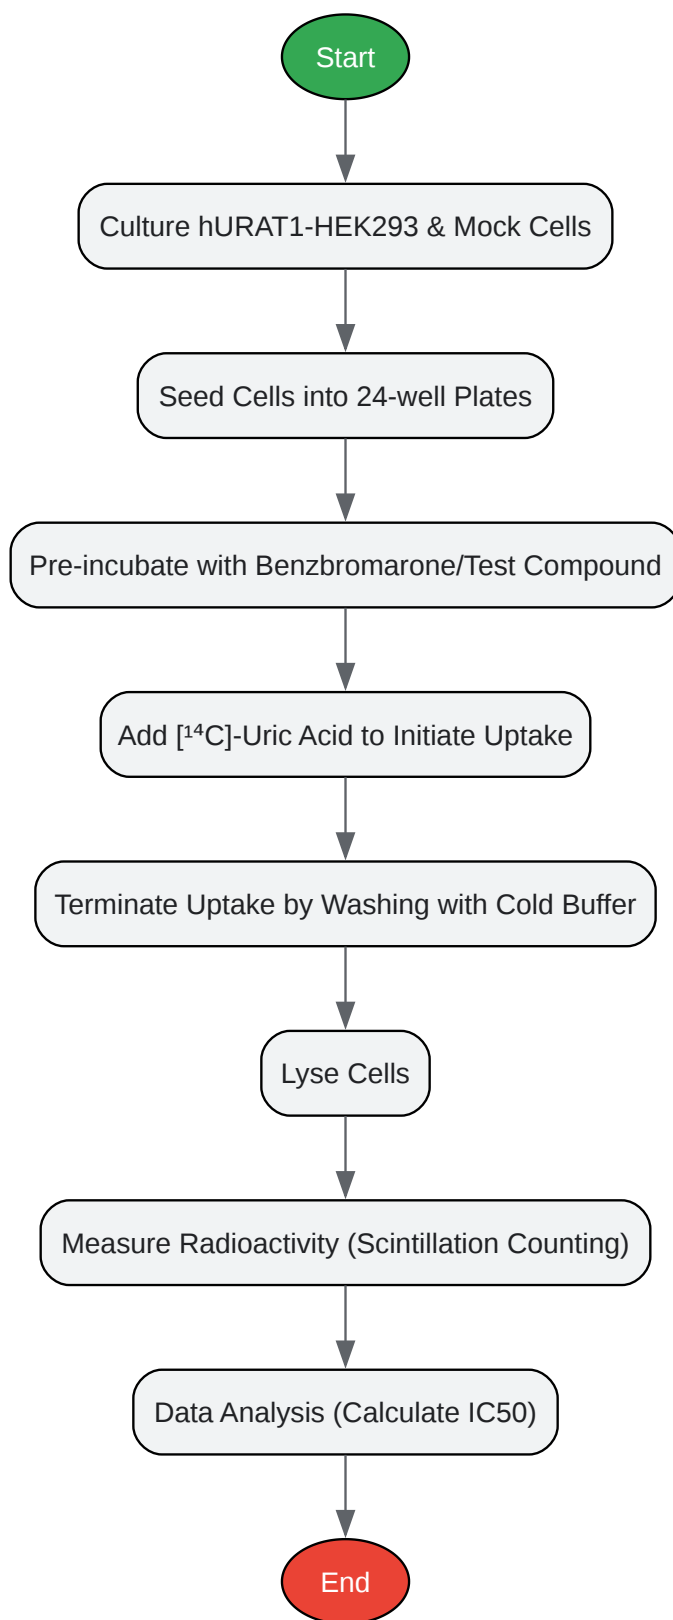 Start
Culture hURAT1-HEK293 & Mock Cells
Seed Cells into 24-well Plates
Pre-incubate with Benzbromarone/Test Compound
Add [¹⁴C]-Uric Acid to Initiate Uptake
Terminate Uptake by Washing with Cold Buffer
Lyse Cells
Measure Radioactivity (Scintillation Counting)
Data Analysis (Calculate IC50)
End